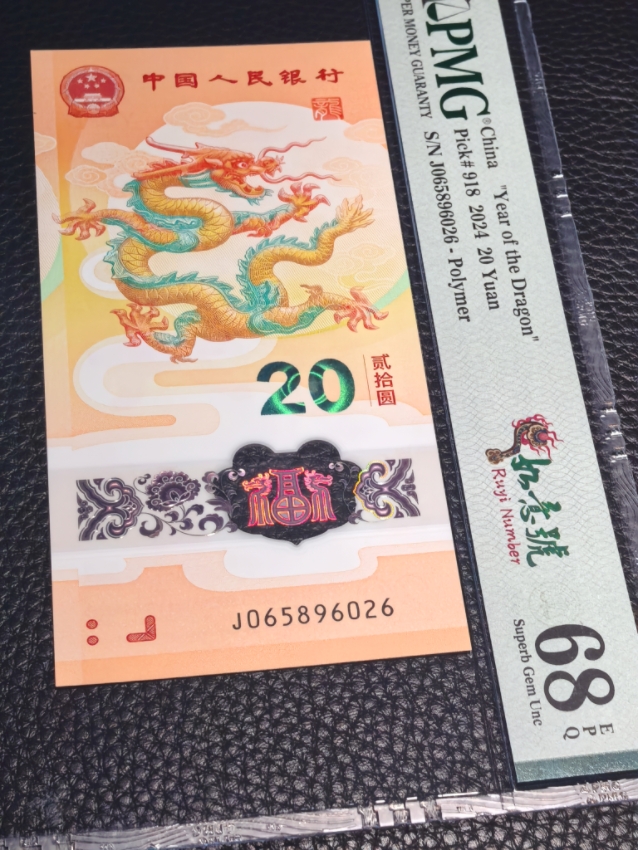 中国人民银行
20
贰拾圆
J065896026
PMG
PER MONEY GUARANTY
China
"Year of the Dragon"
Pick# 918 2024 20 Yuan
S/N J065896026 - Polymer
如意號
Ruyi Number
68
EPQ
Superb Gem Unc